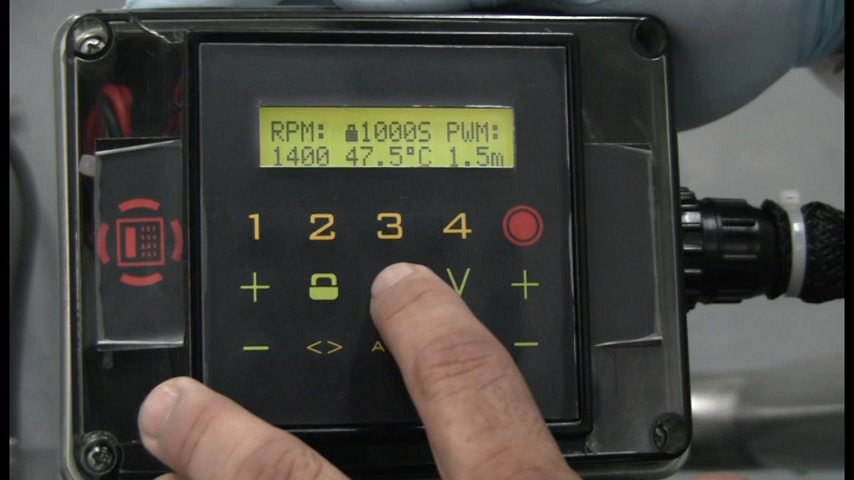 RPM: 🔒1000S PWM:
1400 47.5°C 1.5m
1 2 3 4
+ V +
- <> A -